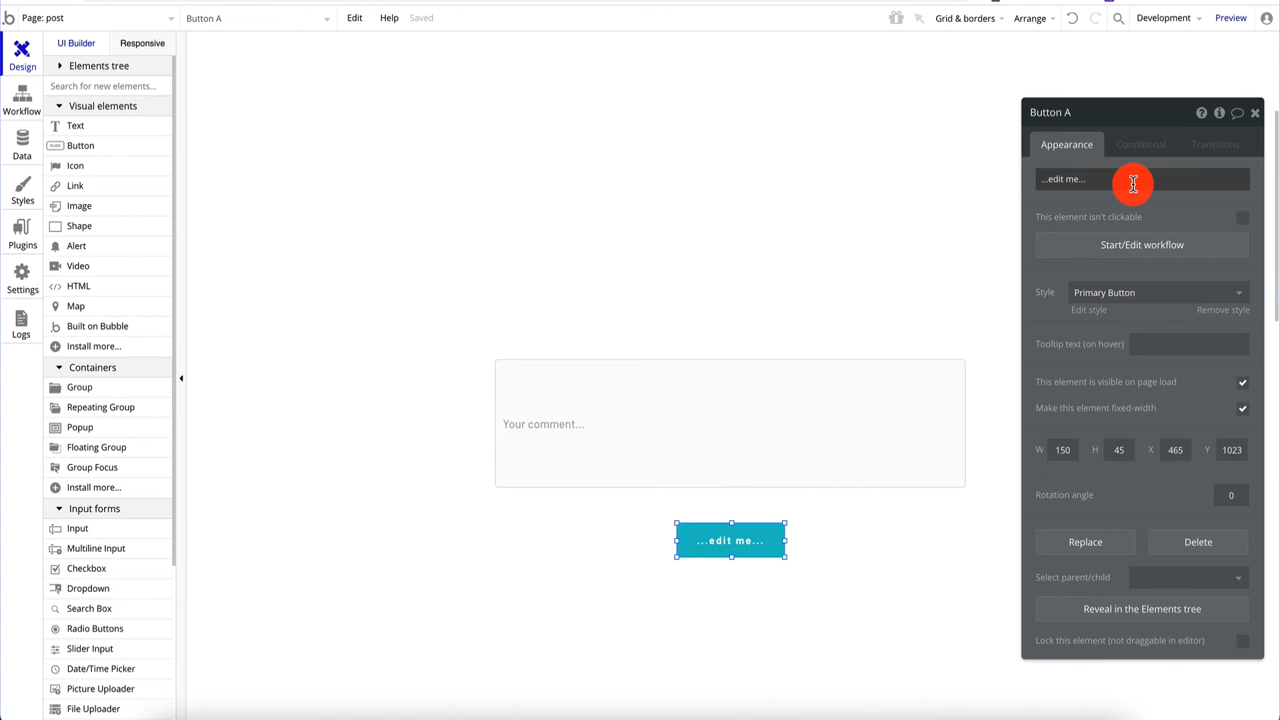 Page: post
Button A
Edit
Help
Saved
Grid & borders
Arrange
Development
Preview
Design
Workflow
Data
Styles
Plugins
Settings
Logs
UI Builder
Responsive
Elements tree
Search for new elements...
Visual elements
Text
CLICK
Button
Icon
Link
Image
Shape
Alert
Video
</> HTML
Map
Built on Bubble
Install more...
Containers
Group
Repeating Group
Popup
Floating Group
Group Focus
Install more...
Input forms
Input
Multiline Input
Checkbox
Dropdown
Search Box
Radio Buttons
Slider Input
Date/Time Picker
Picture Uploader
File Uploader
Your comment...
...edit me...
Button A
Appearance
Conditional
Transitions
...edit me...
This element isn't clickable
Start/Edit workflow
Style
Primary Button
Edit style
Remove style
Tooltip text (on hover)
This element is visible on page load
Make this element fixed-width
W 150 H 45 X 465 Y 1023
Rotation angle 0
Replace
Delete
Select parent/child
Reveal in the Elements tree
Lock this element (not draggable in editor)